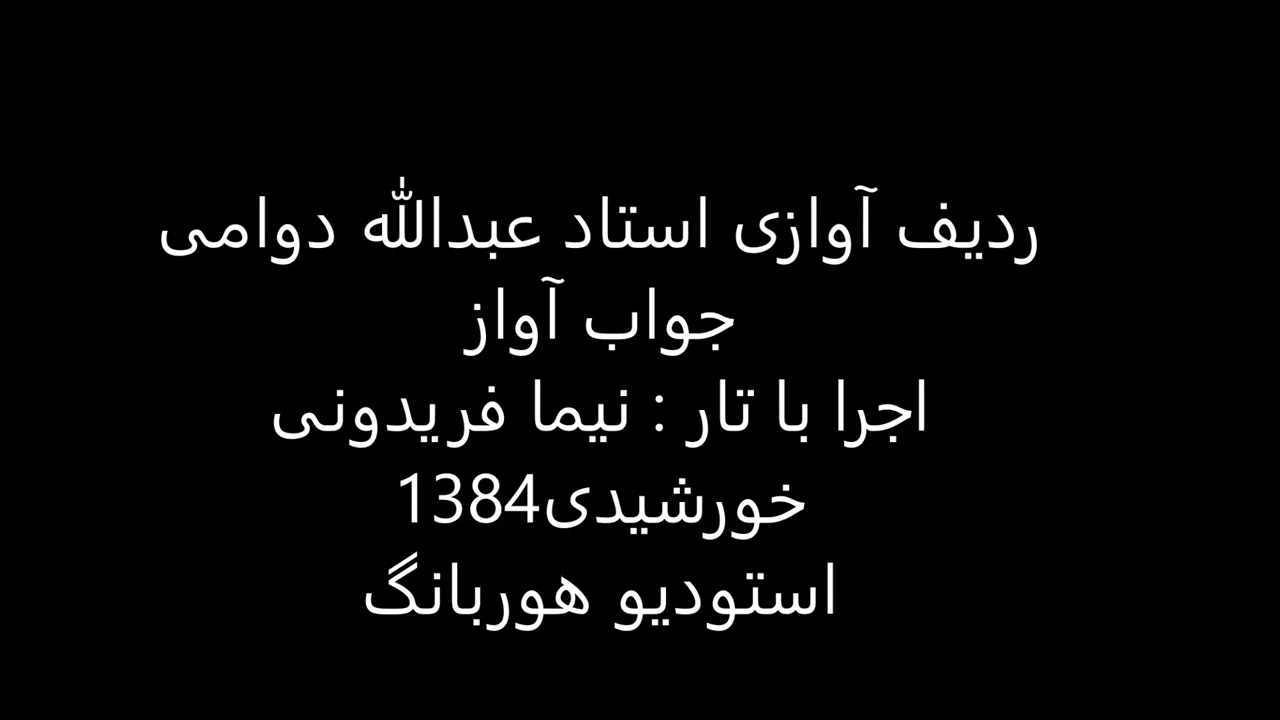 ردیف آوازی استاد عبدالله دوامی
جواب آواز
اجرا با تار : نیما فریدونی
خورشیدی1384
استودیو هوربانگ